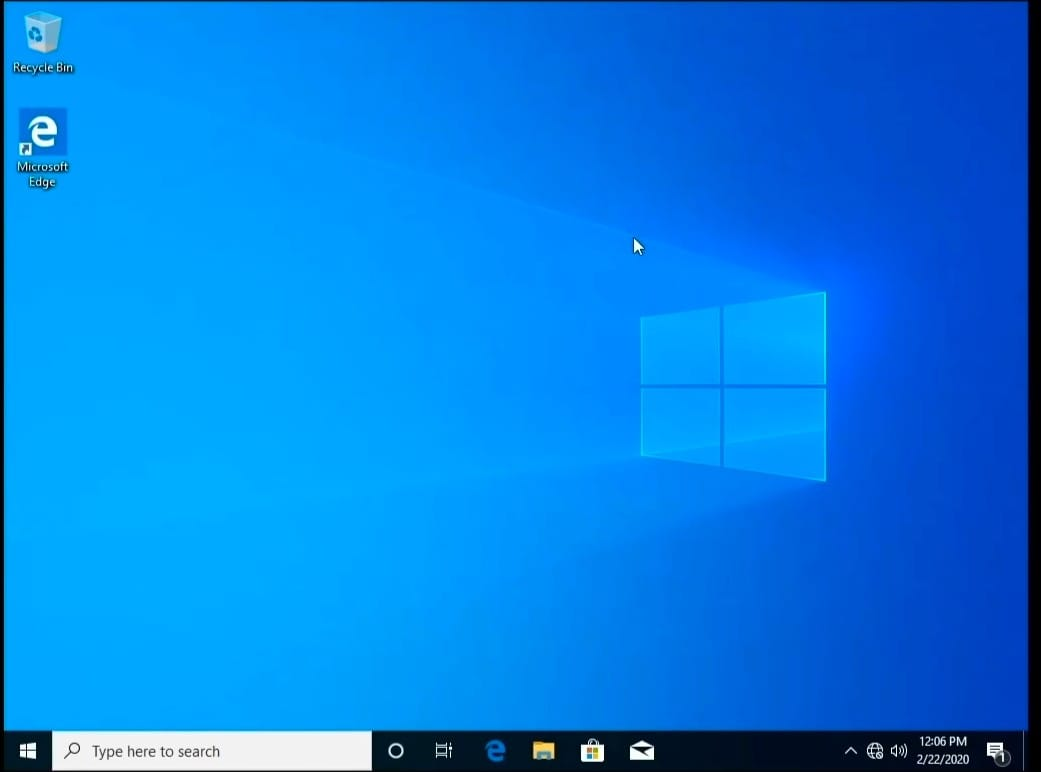 Recycle Bin
Microsoft
Edge
Type here to search
12:06 PM
2/22/2020
1